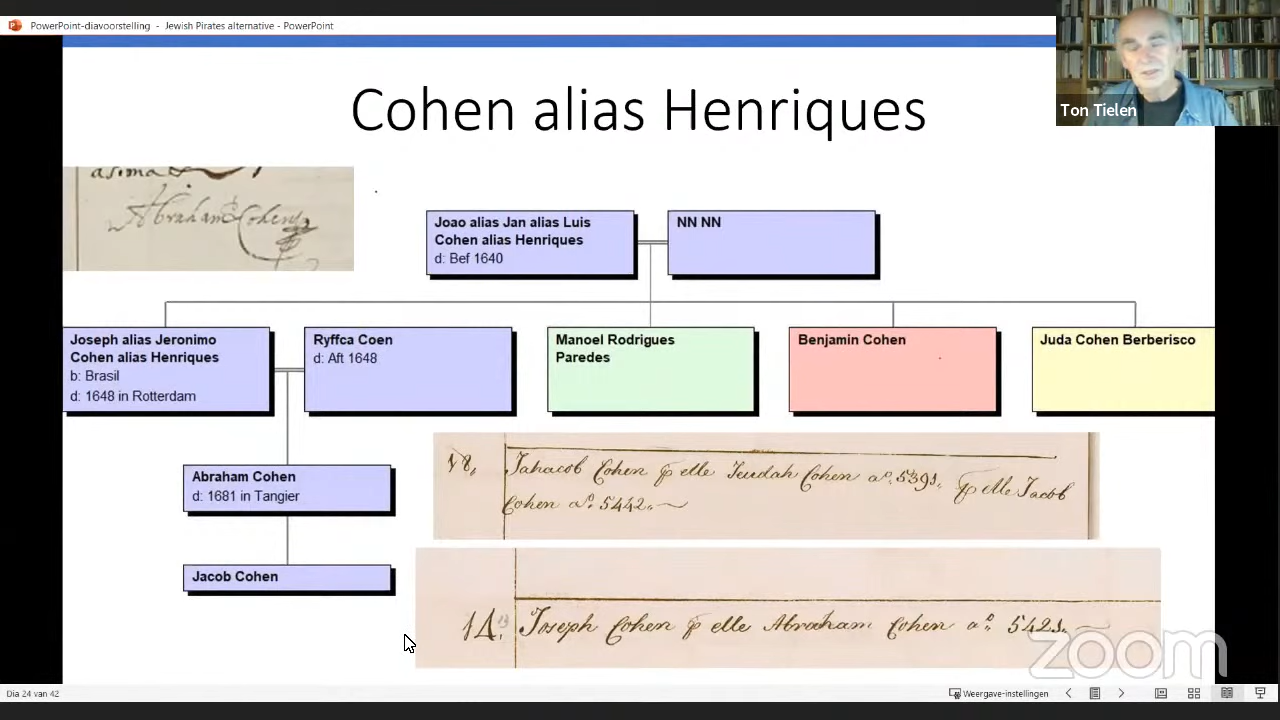 PowerPoint-diavoorstelling - Jewish Pirates alternative - PowerPoint
Ton Tielen
Cohen alias Henriques
Abraham Cohen
Joao alias Jan alias Luis
Cohen alias Henriques
d: Bef 1640
NN NN
Joseph alias Jeronimo
Cohen alias Henriques
b: Brasil
d: 1648 in Rotterdam
Ryffca Coen
d: Aft 1648
Manoel Rodrigues
Paredes
Benjamin Cohen
Juda Cohen Berberisco
Abraham Cohen
d: 1681 in Tangier
Jacob Cohen
18, Jahacob Cohen p elle Jeudah Cohen aº. 5391. p elle Jacob
Cohen aº. 5442.
14. Joseph Cohen p elle Abraham Cohen aº. 5421.
zoom
Dia 24 van 42
Weergave-instellingen